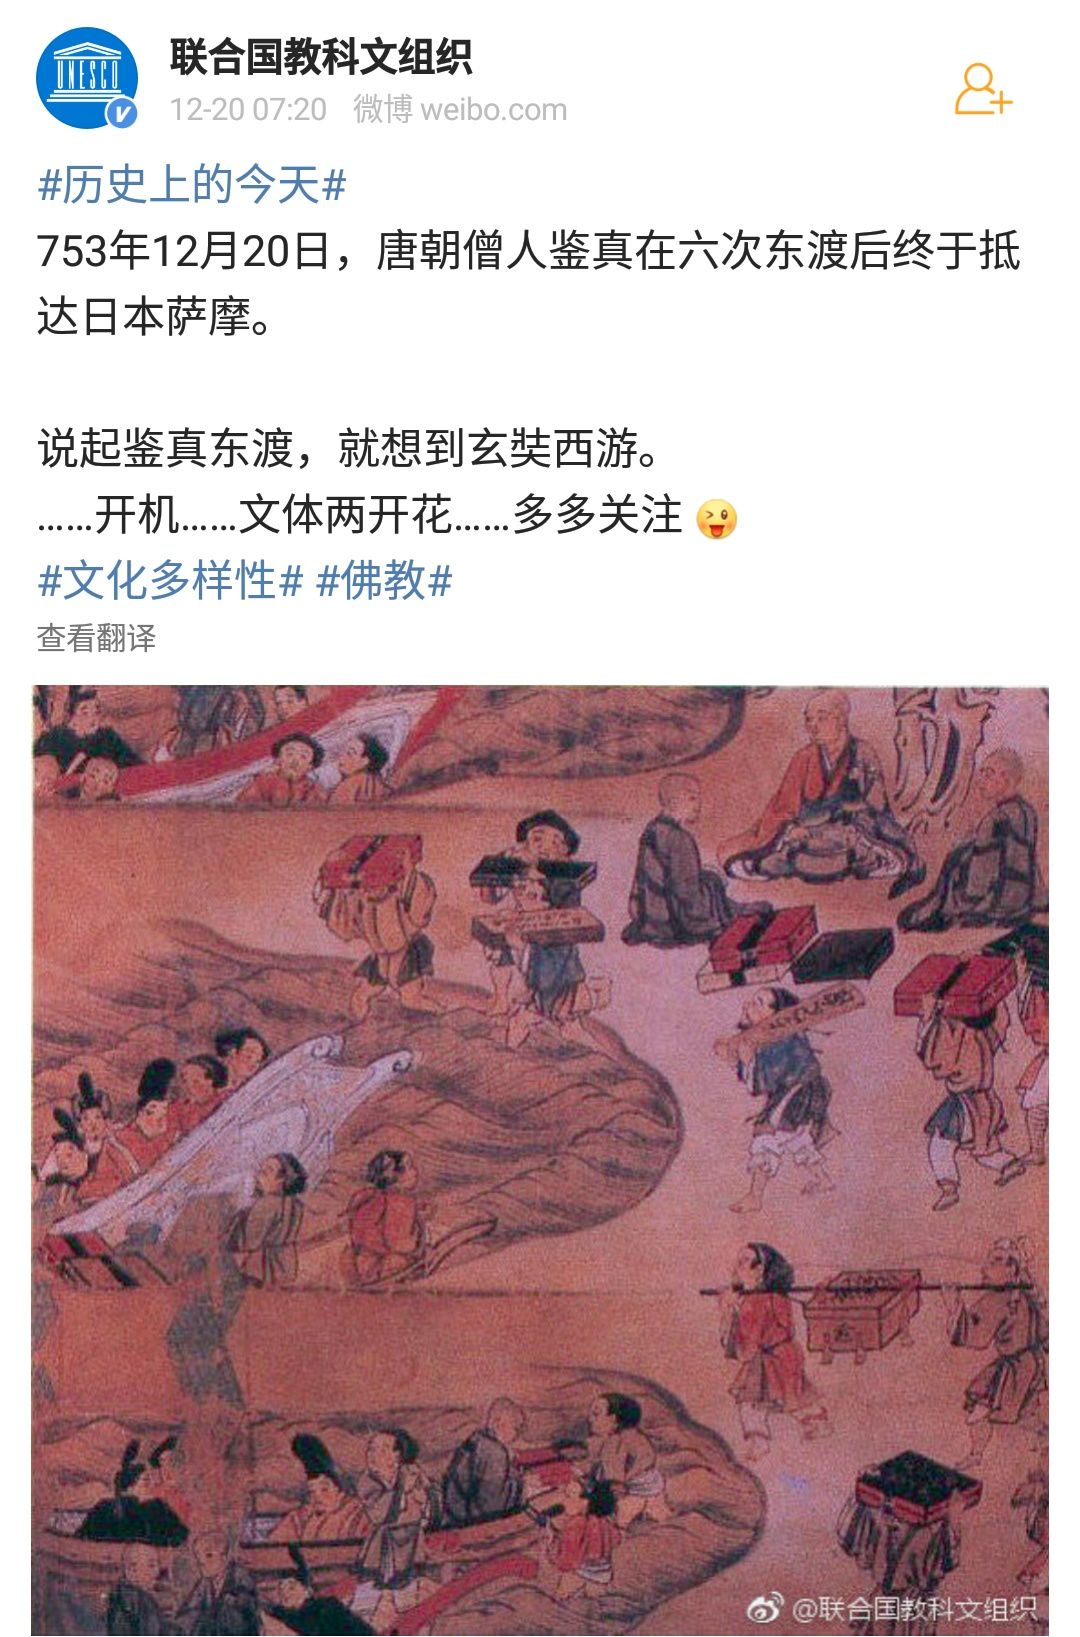 UNESCO
联合国教科文组织
12-20 07:20 微博 weibo.com
#历史上的今天#
753年12月20日，唐朝僧人鉴真在六次东渡后终于抵
达日本萨摩。
说起鉴真东渡，就想到玄奘西游。
……开机……文体两开花……多多关注
#文化多样性# #佛教#
查看翻译
@联合国教科文组织